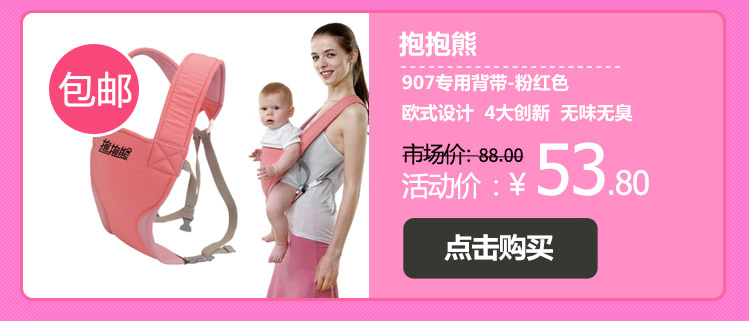 包邮
抱抱熊
抱抱熊
907专用背带-粉红色
欧式设计 4大创新 无味无臭
市场价: 88.00
活动价：¥ 53.80
点击购买